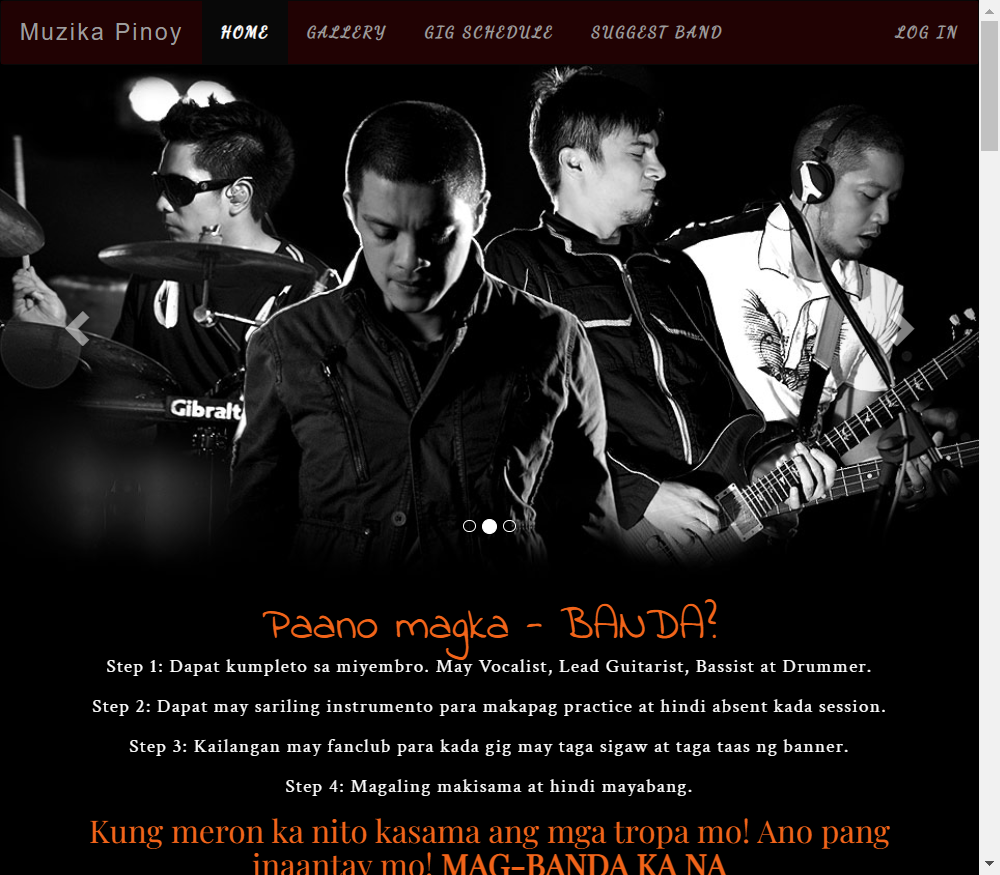 Muzika Pinoy HOME GALLERY GIG SCHEDULE SUGGEST BAND LOG IN
Gibralt
Paano magka - BANDA?
Step 1: Dapat kumpleto sa miyembro. May Vocalist, Lead Guitarist, Bassist at Drummer.
Step 2: Dapat may sariling instrumento para makapag practice at hindi absent kada session.
Step 3: Kailangan may fanclub para kada gig may taga sigaw at taga taas ng banner.
Step 4: Magaling makisama at hindi mayabang.
Kung meron ka nito kasama ang mga tropa mo! Ano pang
inaantay mo! MAG-BANDA KA NA